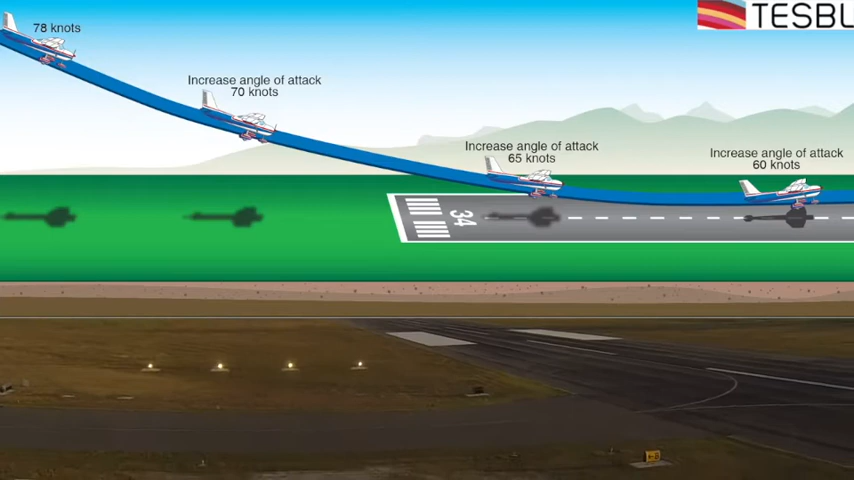 TESBL
78 knots
Increase angle of attack
70 knots
Increase angle of attack
65 knots
Increase angle of attack
60 knots
34